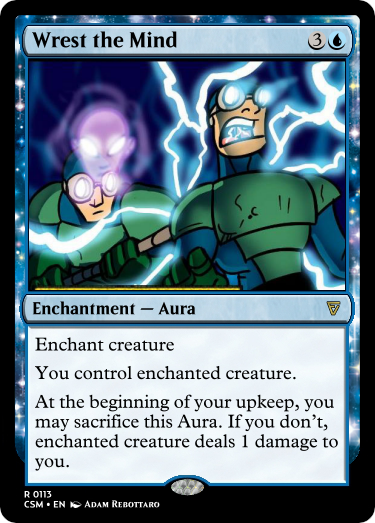 Wrest the Mind 3
Enchantment — Aura
Enchant creature
You control enchanted creature.
At the beginning of your upkeep, you
may sacrifice this Aura. If you don't,
enchanted creature deals 1 damage to
you.
R 0113
CSM • EN Adam Rebottaro